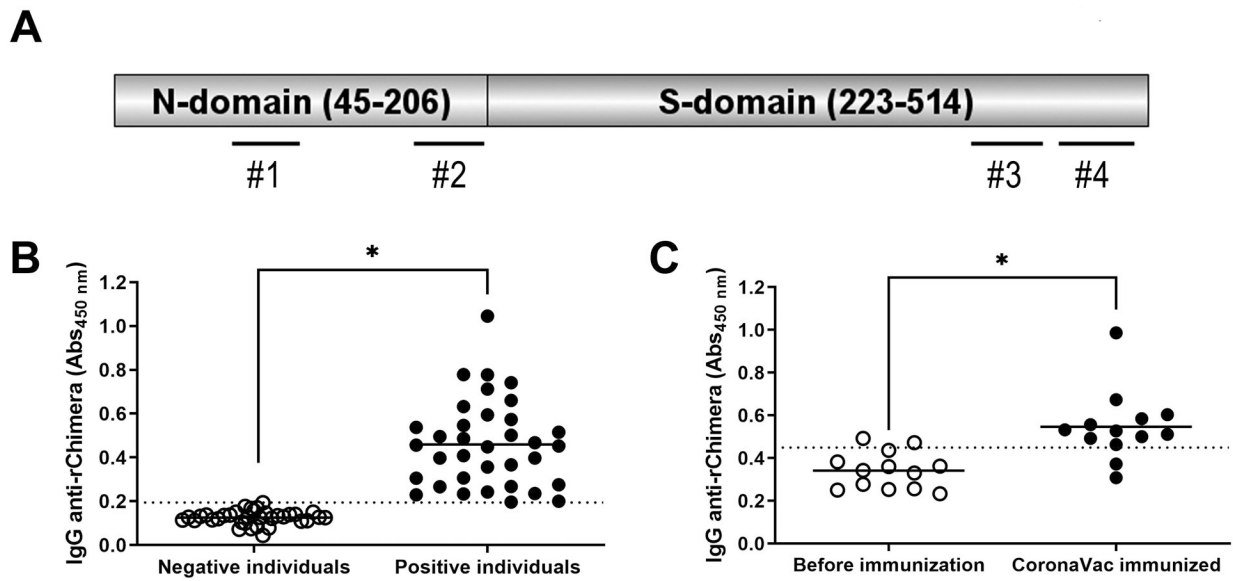 A
N-domain (45-206) S-domain (223-514)
#1 #2 #3 #4
B
*
IgG anti-rChimera (Abs450 nm)
1.2
1.0
0.8
0.6
0.4
0.2
0.0
Negative individuals Positive individuals
C
*
IgG anti-rChimera (Abs450 nm)
1.2
1.0
0.8
0.6
0.4
0.2
0.0
Before immunization CoronaVac immunized